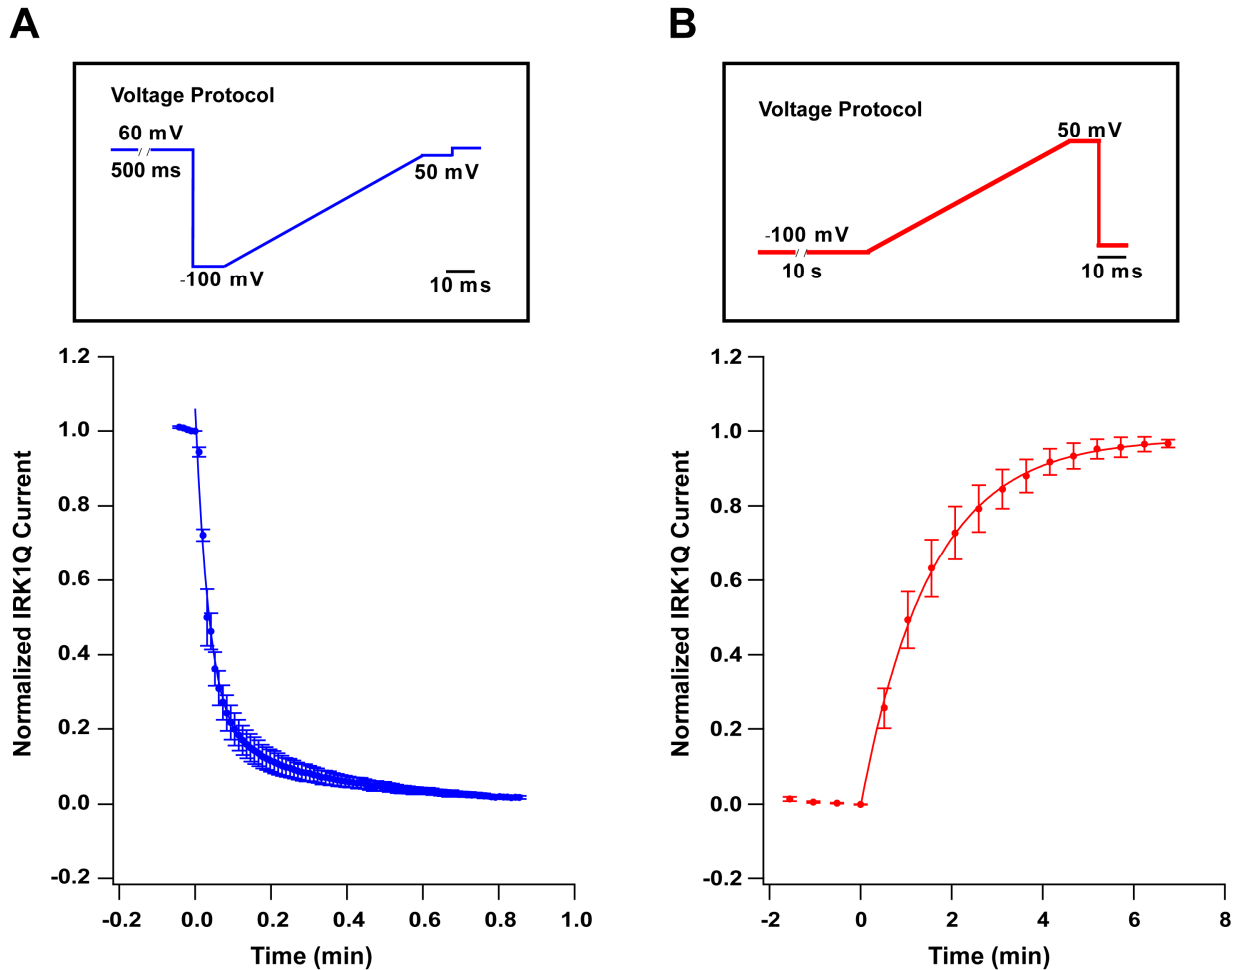 A
Voltage Protocol
60 mV
500 ms
50 mV
-100 mV
10 ms
1.2
1.0
0.8
0.6
0.4
0.2
0.0
-0.2
Normalized IRK1Q Current
-0.2
0.0
0.2
0.4
0.6
0.8
1.0
Time (min)
B
Voltage Protocol
50 mV
-100 mV
10 s
10 ms
1.2
1.0
0.8
0.6
0.4
0.2
0.0
-0.2
Normalized IRK1Q Current
-2
0
2
4
6
8
Time (min)